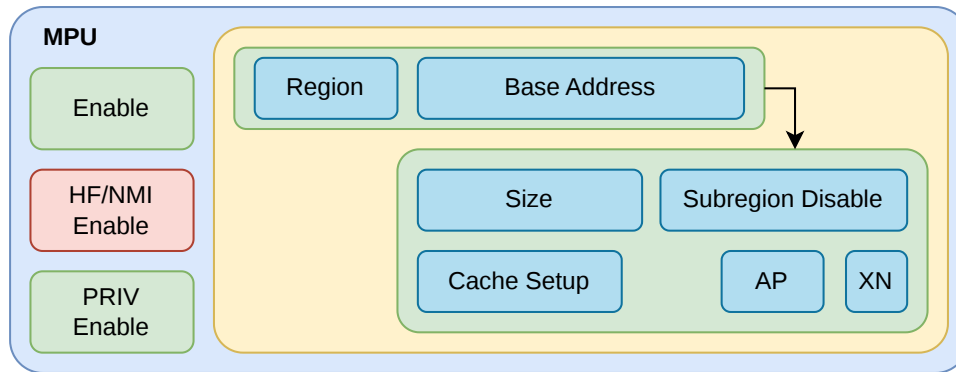 MPU
Enable
HF/NMI
Enable
PRIV
Enable
Region
Base Address
Size
Subregion Disable
Cache Setup
AP
XN